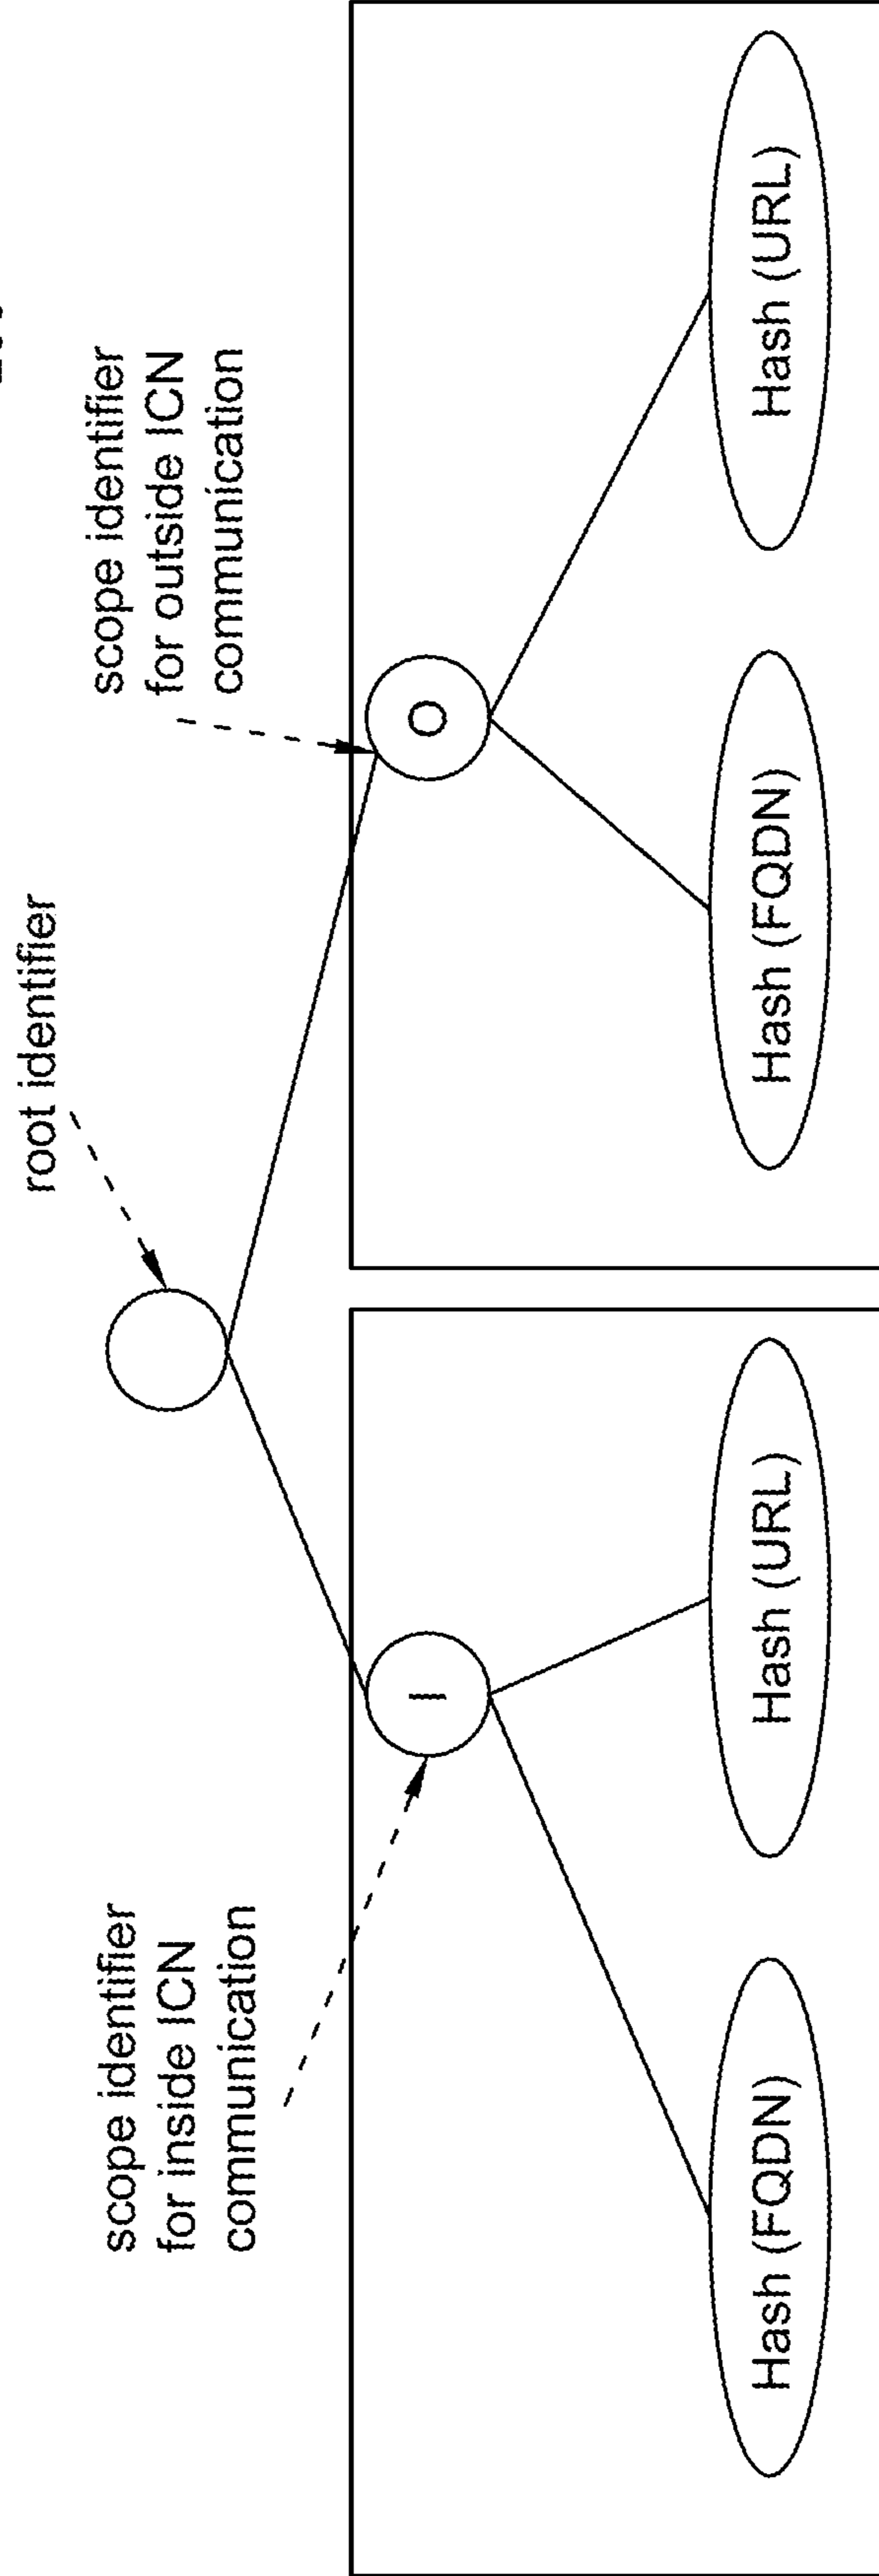 root identifier
scope identifier
for inside ICN
communication
scope identifier
for outside ICN
communication
I
O
Hash (FQDN)
Hash (URL)
Hash (FQDN)
Hash (URL)